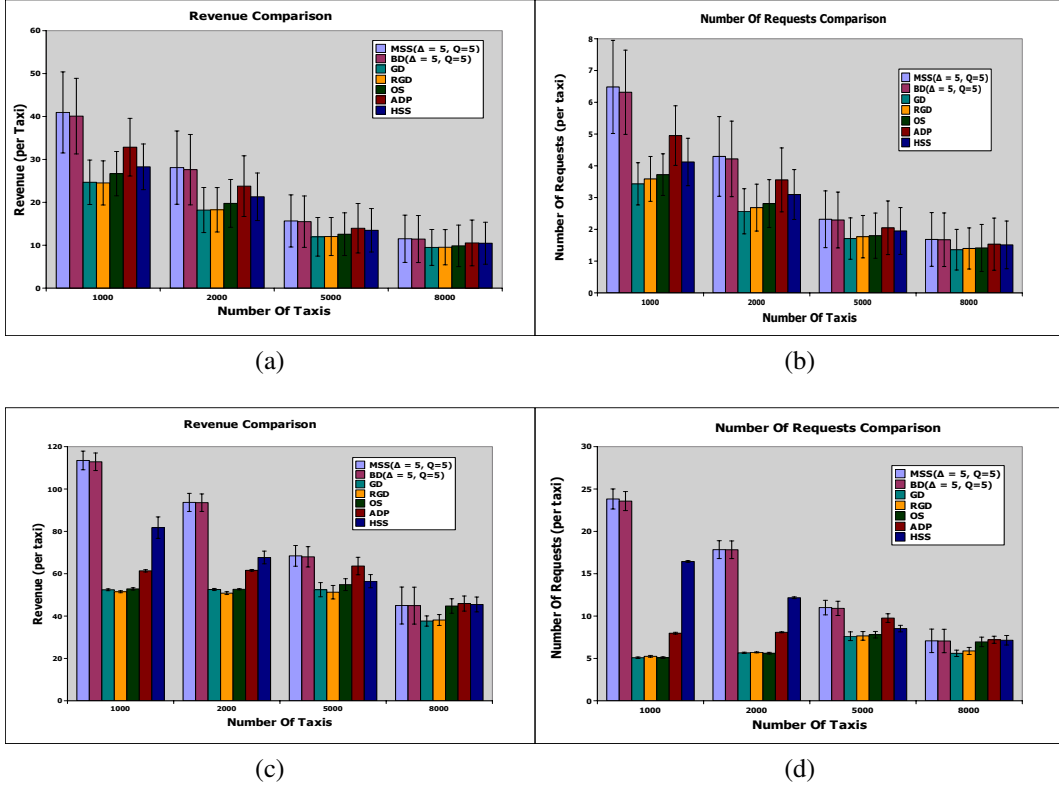 Revenue Comparison
Revenue (per Taxi)
60
50
40
30
20
10
0
MSS(Δ = 5, Q=5)
BD(Δ = 5, Q=5)
GD
RGD
OS
ADP
HSS
1000 2000 5000 8000
Number Of Taxis
(a)
Number Of Requests Comparison
Number Of Requests (per taxi)
8
7
6
5
4
3
2
1
0
MSS(Δ = 5, Q=5)
BD(Δ = 5, Q=5)
GD
RGD
OS
ADP
HSS
1000 2000 5000 8000
Number Of Taxis
(b)
Revenue Comparison
Revenue (per taxi)
120
100
80
60
40
20
0
MSS(Δ = 5, Q=5)
BD(Δ = 5, Q=5)
GD
RGD
OS
ADP
HSS
1000 2000 5000 8000
Number Of Taxis
(c)
Number Of Requests Comparison
Number Of Requests (per taxi)
30
25
20
15
10
5
0
MSS(Δ = 5, Q=5)
BD(Δ = 5, Q=5)
GD
RGD
OS
ADP
HSS
1000 2000 5000 8000
Number Of Taxis
(d)